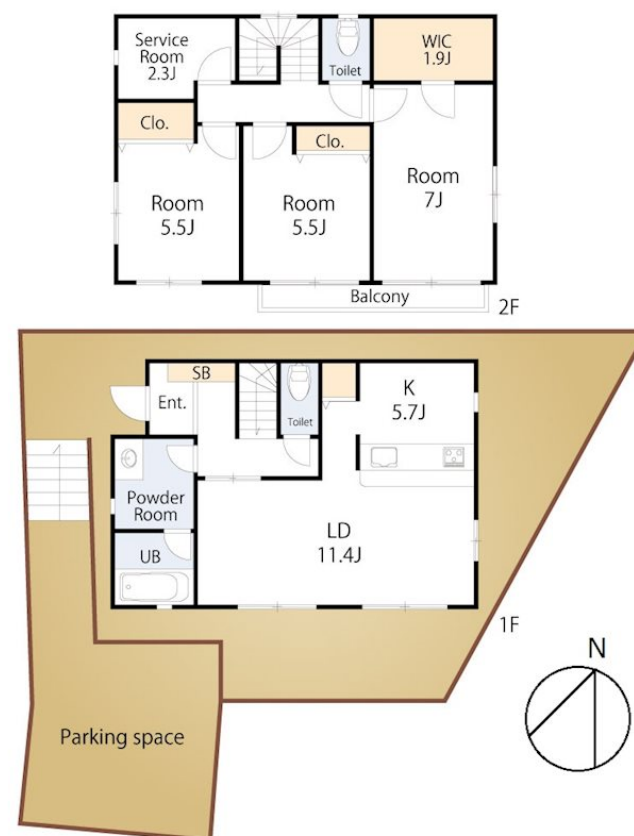 Service
Room
2.3J
Toilet
WIC
1.9J
Clo.
Clo.
Room
5.5J
Room
5.5J
Room
7J
Balcony
2F
SB
Ent.
Toilet
K
5.7J
Powder
Room
UB
LD
11.4J
1F
N
Parking space